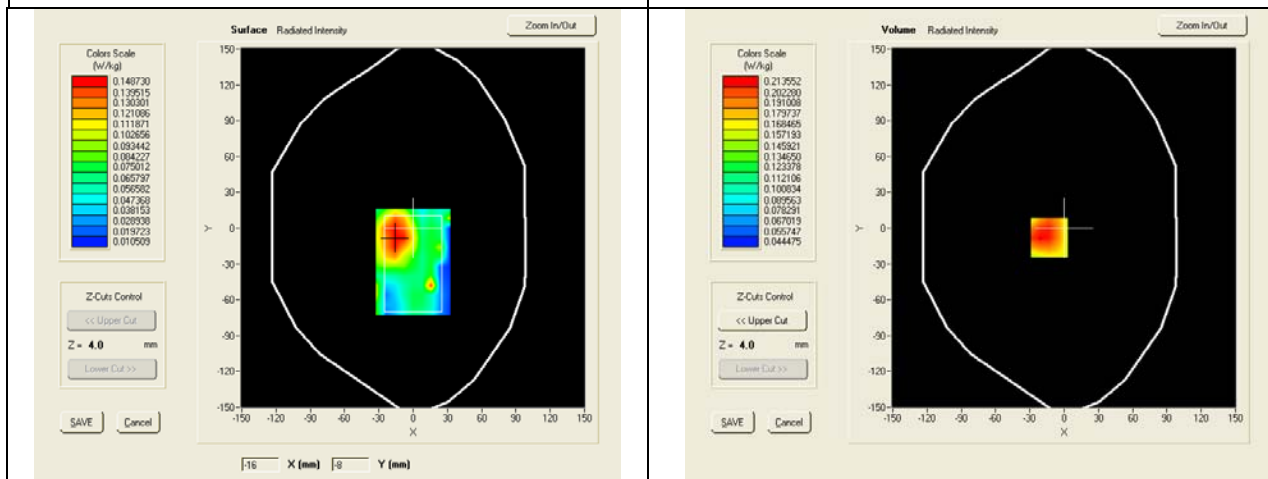 Surface Radiated Intensity
Zoom In/Out
Colors Scale
(W/kg)
0.148730
0.139515
0.130301
0.121086
0.111871
0.102656
0.093442
0.084227
0.075012
0.065797
0.056582
0.047368
0.038153
0.028938
0.019723
0.010509
Z-Cuts Control
<< Upper Cut
Z = 4.0 mm
Lower Cut >>
SAVE Cancel
150
120
90
60
30
0
-30
-60
-90
-120
-150
Y
-150 -120 -90 -60 -30 0 30 60 90 120 150
X
-16 X (mm) -8 Y (mm)
Volume Radiated Intensity
Zoom In/Out
Colors Scale
(W/kg)
0.213552
0.202280
0.191008
0.179737
0.168465
0.157193
0.145921
0.134650
0.123378
0.112106
0.100834
0.089563
0.078291
0.067019
0.055747
0.044475
Z-Cuts Control
<< Upper Cut
Z = 4.0 mm
Lower Cut >>
SAVE Cancel
150
120
90
60
30
0
-30
-60
-90
-120
-150
Y
-150 -120 -90 -60 -30 0 30 60 90 120 150
X